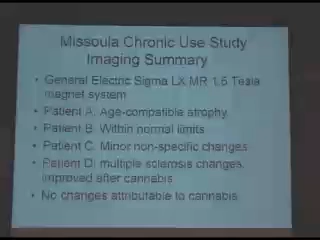 Missoula Chronic Use Study
Imaging Summary
• General Electric Sigma LX MR 1.5 Tesla
magnet system
• Patient A: Age-compatible atrophy
• Patient B. Within normal limits
• Patient C. Minor non-specific changes
• Patient D: multiple sclerosis changes,
improved after cannabis
• No changes attributable to cannabis